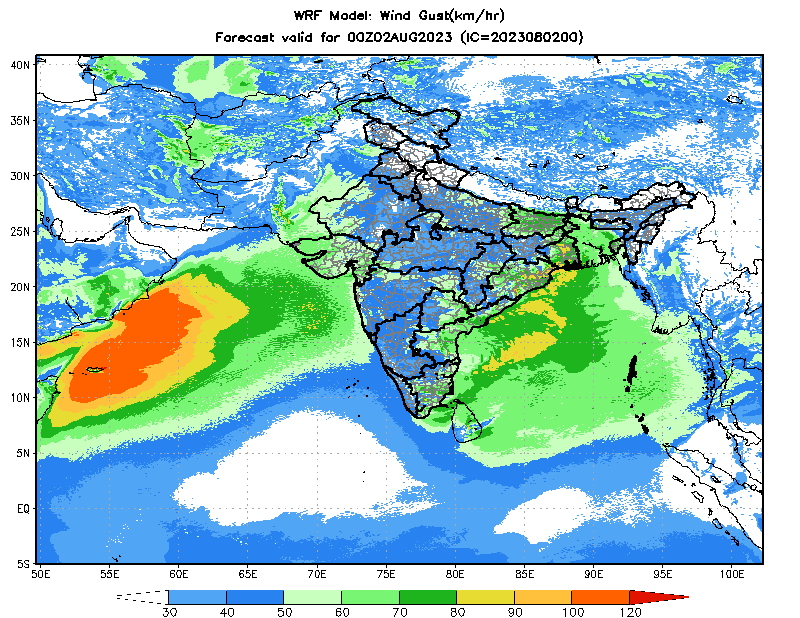 WRF Model: Wind Gust(km/hr)
Forecast valid for 00Z02AUG2023 (IC=2023080200)
40N
35N
30N
25N
20N
15N
10N
5N
EQ
5S
50E 55E 60E 65E 70E 75E 80E 85E 90E 95E 100E
30 40 50 60 70 80 90 100 120